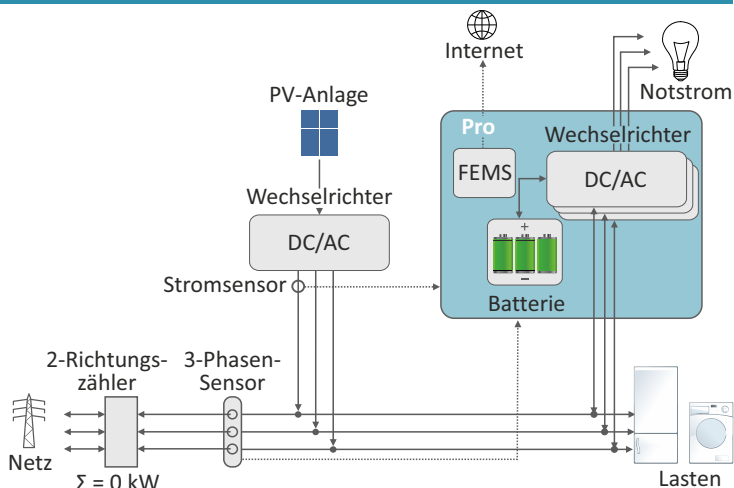 Internet
Notstrom
PV-Anlage
Pro
Wechselrichter
FEMS
DC/AC
Wechselrichter
DC/AC
+
–
Stromsensor
Batterie
2-Richtungs-
zähler
3-Phasen-
Sensor
Netz
Σ = 0 kW
Lasten